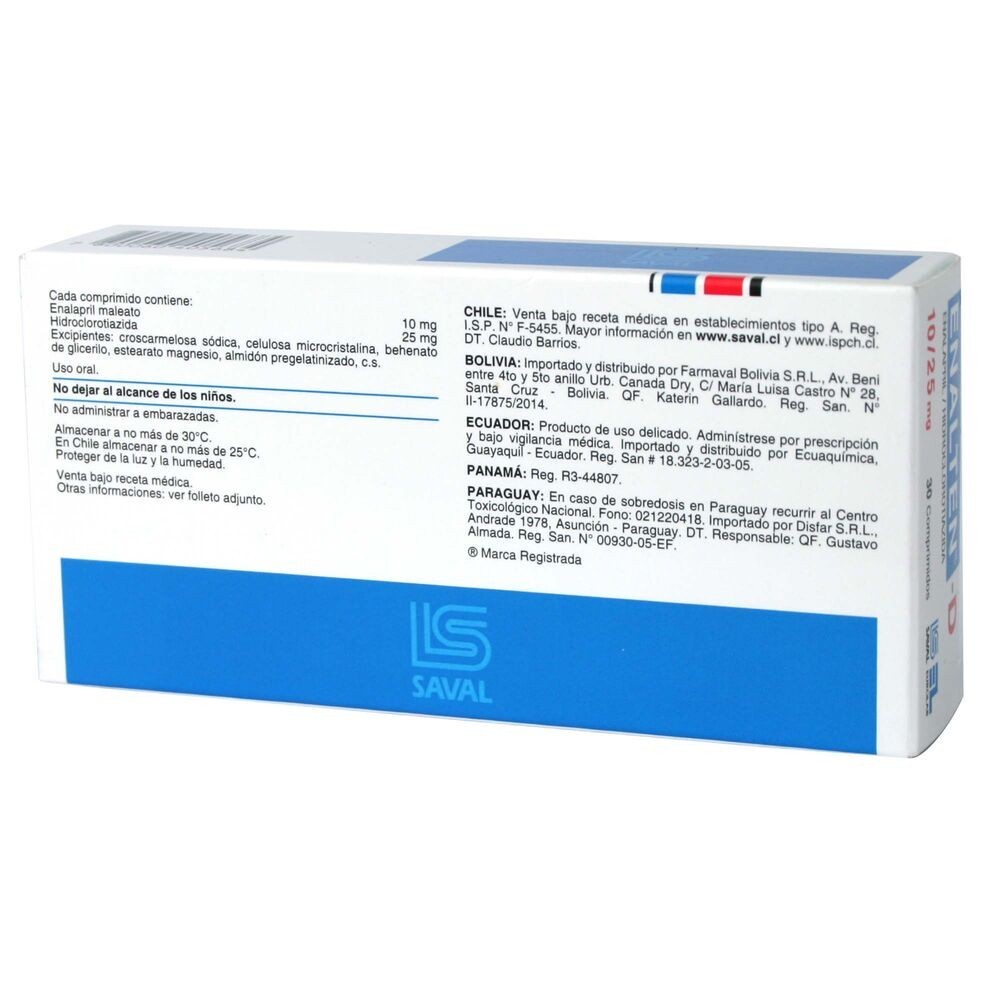 Cada comprimido contiene:
Enalapril maleato 10 mg
Hidroclorotiazida 25 mg
Excipientes: croscarmelosa sódica, celulosa microcristalina, behenato
de glicerilo, estearato magnesio, almidón pregelatinizado, c.s.
Uso oral.
No dejar al alcance de los niños.
No administrar a embarazadas.
Almacenar a no más de 30°C.
En Chile almacenar a no más de 25°C.
Proteger de la luz y la humedad.
Venta bajo receta médica.
Otras informaciones: ver folleto adjunto.
CHILE: Venta bajo receta médica en establecimientos tipo A. Reg.
I.S.P. N° F-5455. Mayor información en www.saval.cl y www.ispch.cl.
DT. Claudio Barrios.
BOLIVIA: Importado y distribuido por Farmaval Bolivia S.R.L., Av. Beni
entre 4to y 5to anillo Urb. Canada Dry, C/ María Luisa Castro N° 28,
Santa Cruz - Bolivia. QF. Katerin Gallardo. Reg. San. N°
II-17875/2014.
ECUADOR: Producto de uso delicado. Adminístrese por prescripción
y bajo vigilancia médica. Importado y distribuido por Ecuaquímica,
Guayaquil - Ecuador. Reg. San # 18.323-2-03-05.
PANAMÁ: Reg. R3-44807.
PARAGUAY: En caso de sobredosis en Paraguay recurrir al Centro
Toxicológico Nacional. Fono: 021220418. Importado por Disfar S.R.L.,
Andrade 1978, Asunción - Paraguay. DT. Responsable: QF. Gustavo
Almada. Reg. San. N° 00930-05-EF.
® Marca Registrada
LS
SAVAL
ENALTEN-D
ENALAPRIL / HIDROCLOROTIAZIDA
10/25 mg
30 Comprimidos
SAVAL